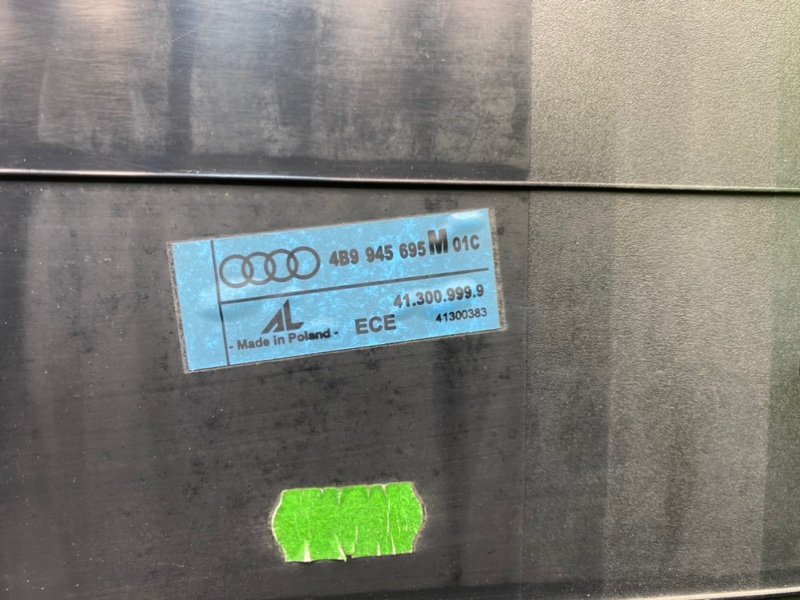 4B9 945 695 M 01C
41.300.999.9
AL
- Made in Poland - ECE 41300383